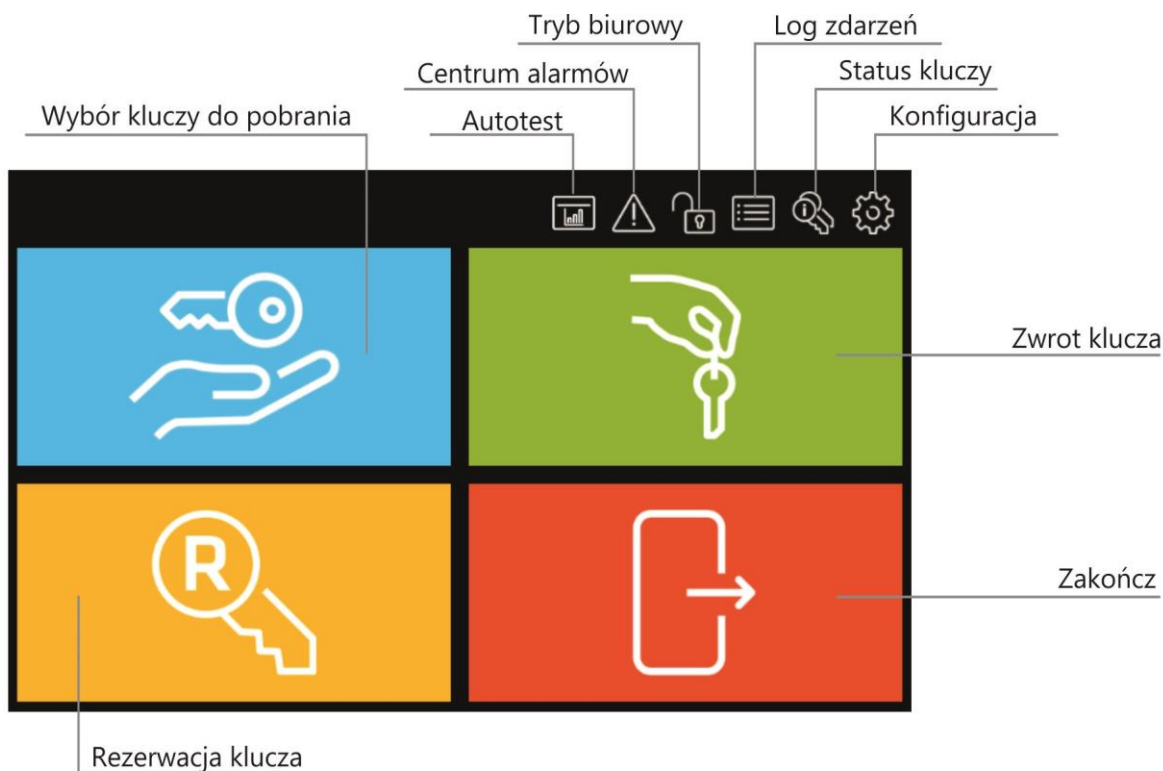 Tryb biurowy
Log zdarzeń
Centrum alarmów
Status kluczy
Wybór kluczy do pobrania
Autotest
Konfiguracja
Zwrot klucza
R
Zakończ
Rezerwacja klucza